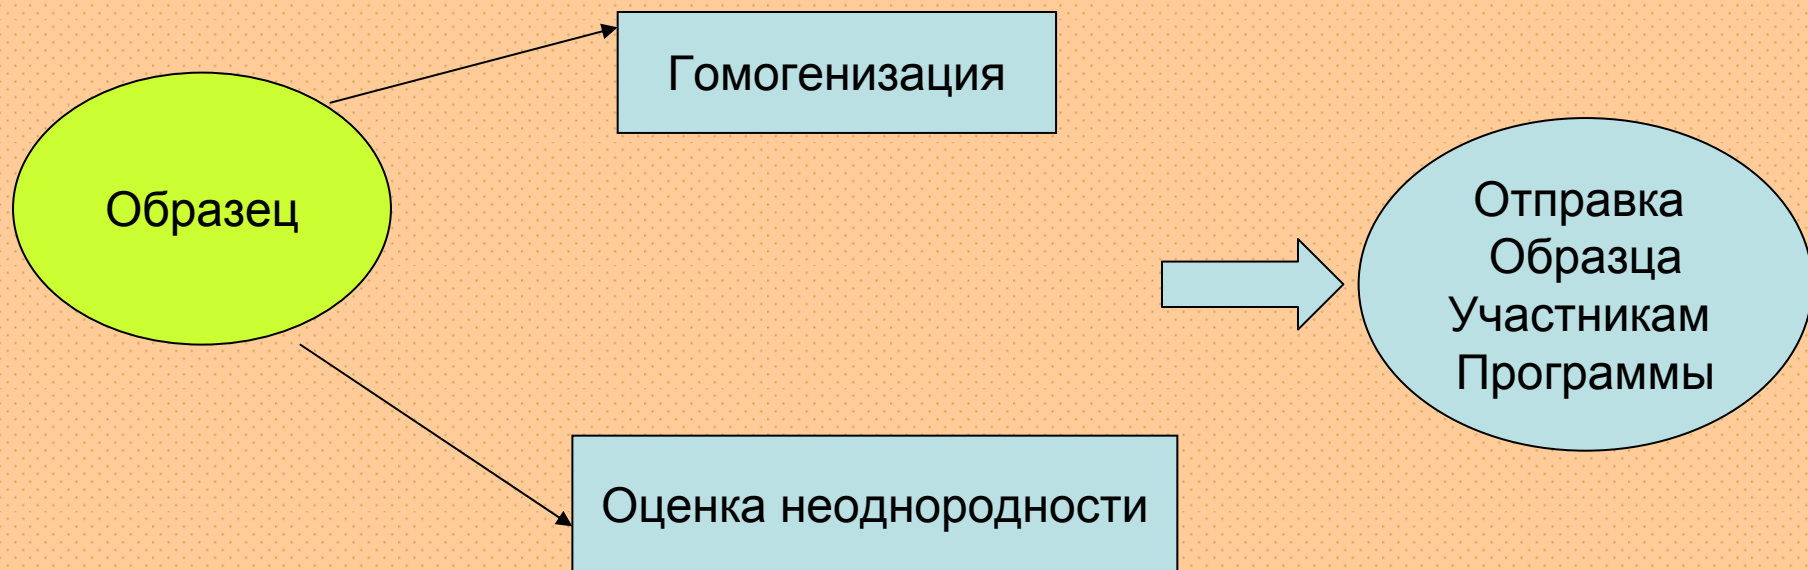 Гомогенизация
Образец
Отправка
Образца
Участникам
Программы
Оценка неоднородности